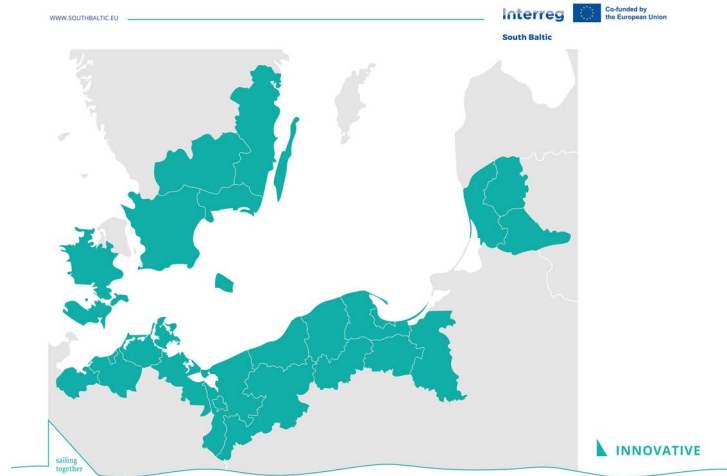 WWW.SOUTHBALTIC.EU
Interreg
Co-funded by
the European Union
South Baltic
sailing
together
INNOVATIVE